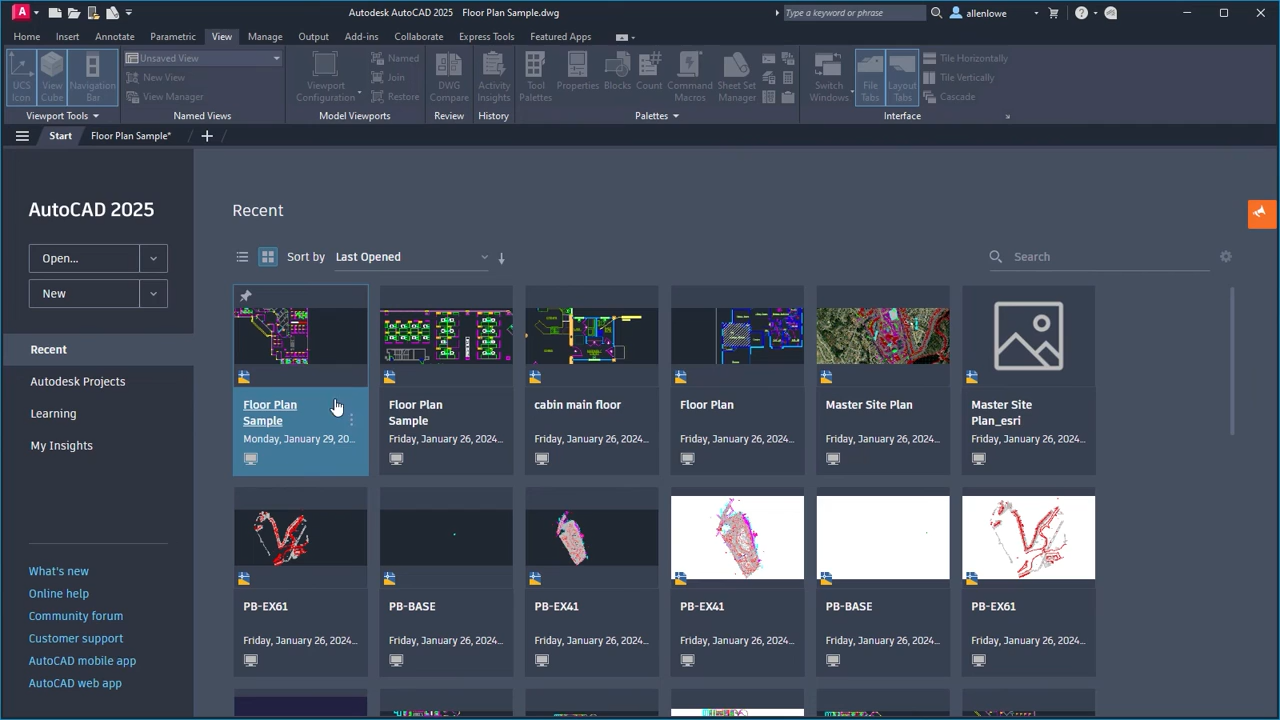 A Autodesk AutoCAD 2025 Floor Plan Sample.dwg Type a keyword or phrase allenlowe
Home Insert Annotate Parametric View Manage Output Add-ins Collaborate Express Tools Featured Apps
UCS Icon View Cube Navigation Bar Unsaved View New View View Manager Viewport Configuration Named Join Restore DWG Compare Activity Insights Tool Palettes Properties Blocks Count Command Macros Sheet Set Manager Switch Windows File Tabs Layout Tabs Tile Horizontally Tile Vertically Cascade
Viewport Tools Named Views Model Viewports Review History Palettes Interface
Start Floor Plan Sample*
AutoCAD 2025
Open...
New
Recent
Autodesk Projects
Learning
My Insights
What's new
Online help
Community forum
Customer support
AutoCAD mobile app
AutoCAD web app
Recent
Sort by Last Opened Search
Floor Plan
Sample
Monday, January 29, 20...
Floor Plan
Sample
Friday, January 26, 2024...
cabin main floor
Friday, January 26, 2024...
Floor Plan
Friday, January 26, 2024...
Master Site Plan
Friday, January 26, 2024...
Master Site
Plan_esri
Friday, January 26, 2024...
PB-EX61
Friday, January 26, 2024...
PB-BASE
Friday, January 26, 2024...
PB-EX41
Friday, January 26, 2024...
PB-EX41
Friday, January 26, 2024...
PB-BASE
Friday, January 26, 2024...
PB-EX61
Friday, January 26, 2024...